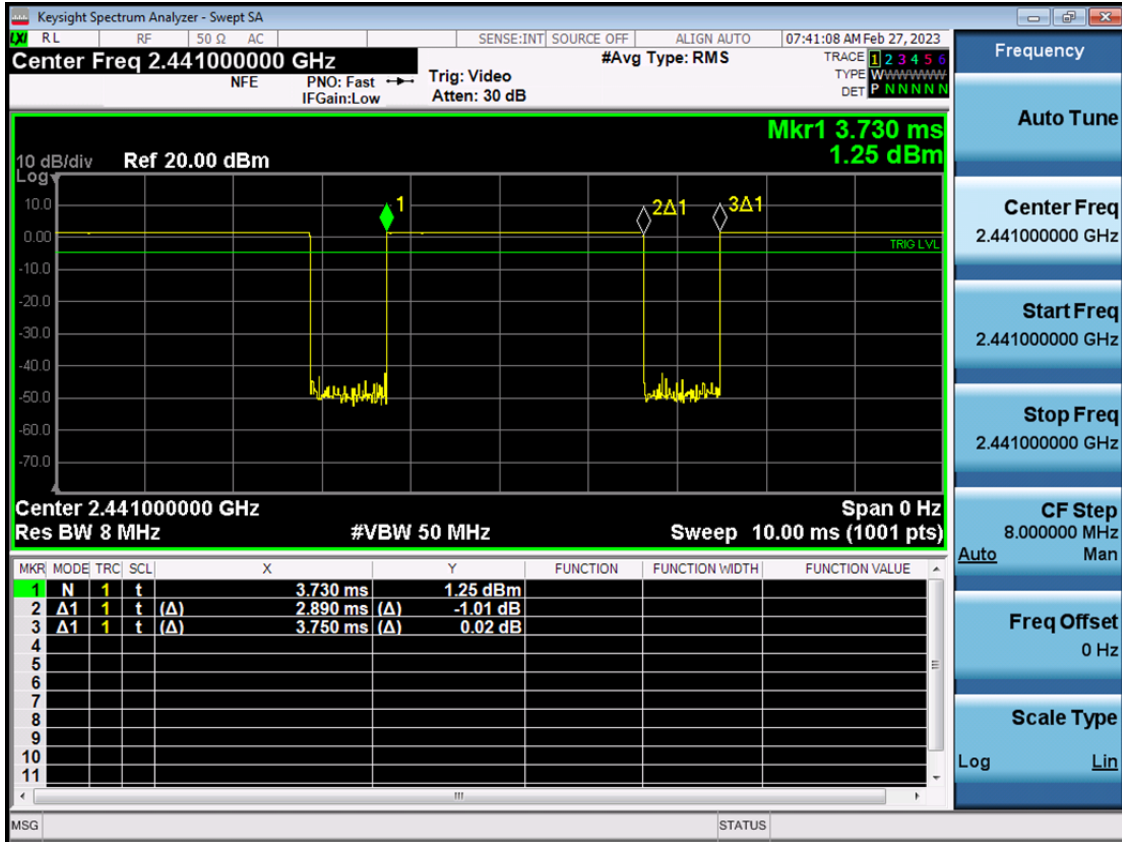 Keysight Spectrum Analyzer - Swept SA
LXI RL RF 50 Ω AC SENSE:INT SOURCE OFF ALIGN AUTO 07:41:08 AM Feb 27, 2023
Center Freq 2.441000000 GHz
#Avg Type: RMS
TRACE 1 2 3 4 5 6
NFE PNO: Fast Trig: Video
TYPE WWWWWW
IFGain:Low Atten: 30 dB
DET P N N N N N
Mkr1 3.730 ms
1.25 dBm
10 dB/div Ref 20.00 dBm
Log
10.0
0.00
-10.0
-20.0
-30.0
-40.0
-50.0
-60.0
-70.0
1
2Δ1
3Δ1
TRIG LVL
Center 2.441000000 GHz Span 0 Hz
Res BW 8 MHz #VBW 50 MHz Sweep 10.00 ms (1001 pts)
MKR MODE TRC SCL X Y FUNCTION FUNCTION WIDTH FUNCTION VALUE
1 N 1 t 3.730 ms 1.25 dBm
2 Δ1 1 t (Δ) 2.890 ms (Δ) -1.01 dB
3 Δ1 1 t (Δ) 3.750 ms (Δ) 0.02 dB
4
5
6
7
8
9
10
11
MSG STATUS
Frequency
Auto Tune
Center Freq
2.441000000 GHz
Start Freq
2.441000000 GHz
Stop Freq
2.441000000 GHz
CF Step
8.000000 MHz
Auto Man
Freq Offset
0 Hz
Scale Type
Log Lin